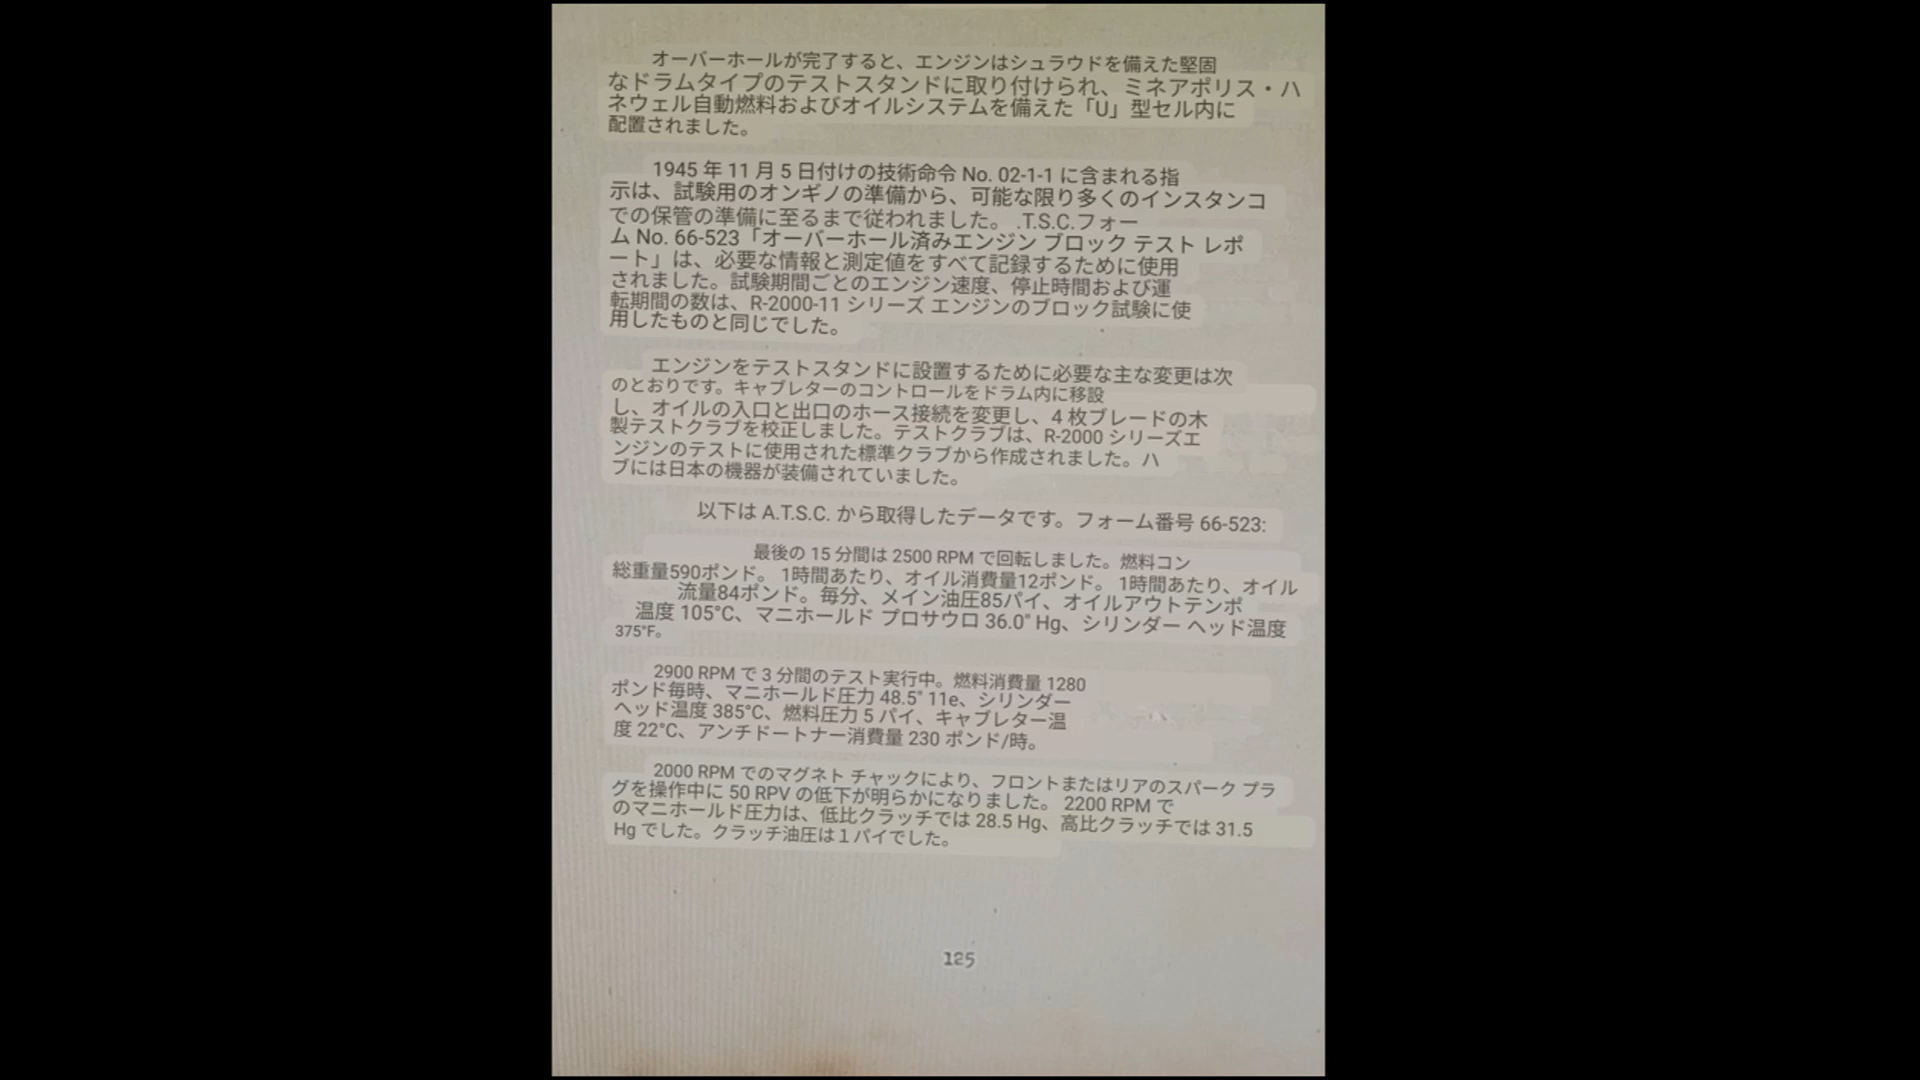 オーバーホールが完了すると、エンジンはシュラウドを備えた堅固
なドラムタイプのテストスタンドに取り付けられ、ミネアポリス・ハ
ネウェル自動燃料およびオイルシステムを備えた「U」型セル内に
配置されました。
1945 年 11 月 5 日付けの技術命令 No. 02-1-1 に含まれる指
示は、試験用のオンギノの準備から、可能な限り多くのインスタンコ
での保管の準備に至るまで従われました。 .T.S.C.フォー
ム No. 66-523「オーバーホール済みエンジン ブロック テスト レポ
ート」は、必要な情報と測定値をすべて記録するために使用
されました。試験期間ごとのエンジン速度、停止時間および運
転期間の数は、R-2000-11 シリーズ エンジンのブロック試験に使
用したものと同じでした。
エンジンをテストスタンドに設置するために必要な主な変更は次
のとおりです。キャブレターのコントロールをドラム内に移設
し、オイルの入口と出口のホース接続を変更し、4 枚ブレードの木
製テストクラブを校正しました。テストクラブは、R-2000 シリーズエ
ンジンのテストに使用された標準クラブから作成されました。ハ
ブには日本の機器が装備されていました。
以下は A.T.S.C. から取得したデータです。フォーム番号 66-523:
最後の 15 分間は 2500 RPM で回転しました。燃料コン
総重量590ポンド。 1時間あたり、オイル消費量12ポンド。 1時間あたり、オイル
流量84ポンド。毎分、メイン油圧85パイ、オイルアウトテンポ
温度 105°C、マニホールド プロサウロ 36.0" Hg、シリンダー ヘッド温度
375°F。
2900 RPM で 3 分間のテスト実行中。燃料消費量 1280
ポンド毎時、マニホールド圧力 48.5" 11e、シリンダー
ヘッド温度 385°C、燃料圧力 5 パイ、キャブレター温
度 22°C、アンチドートナー消費量 230 ポンド/時。
2000 RPM でのマグネト チャックにより、フロントまたはリアのスパーク プラ
グを操作中に 50 RPV の低下が明らかになりました。 2200 RPM で
のマニホールド圧力は、低比クラッチでは 28.5 Hg、高比クラッチでは 31.5
Hg でした。クラッチ油圧は１パイでした。
125